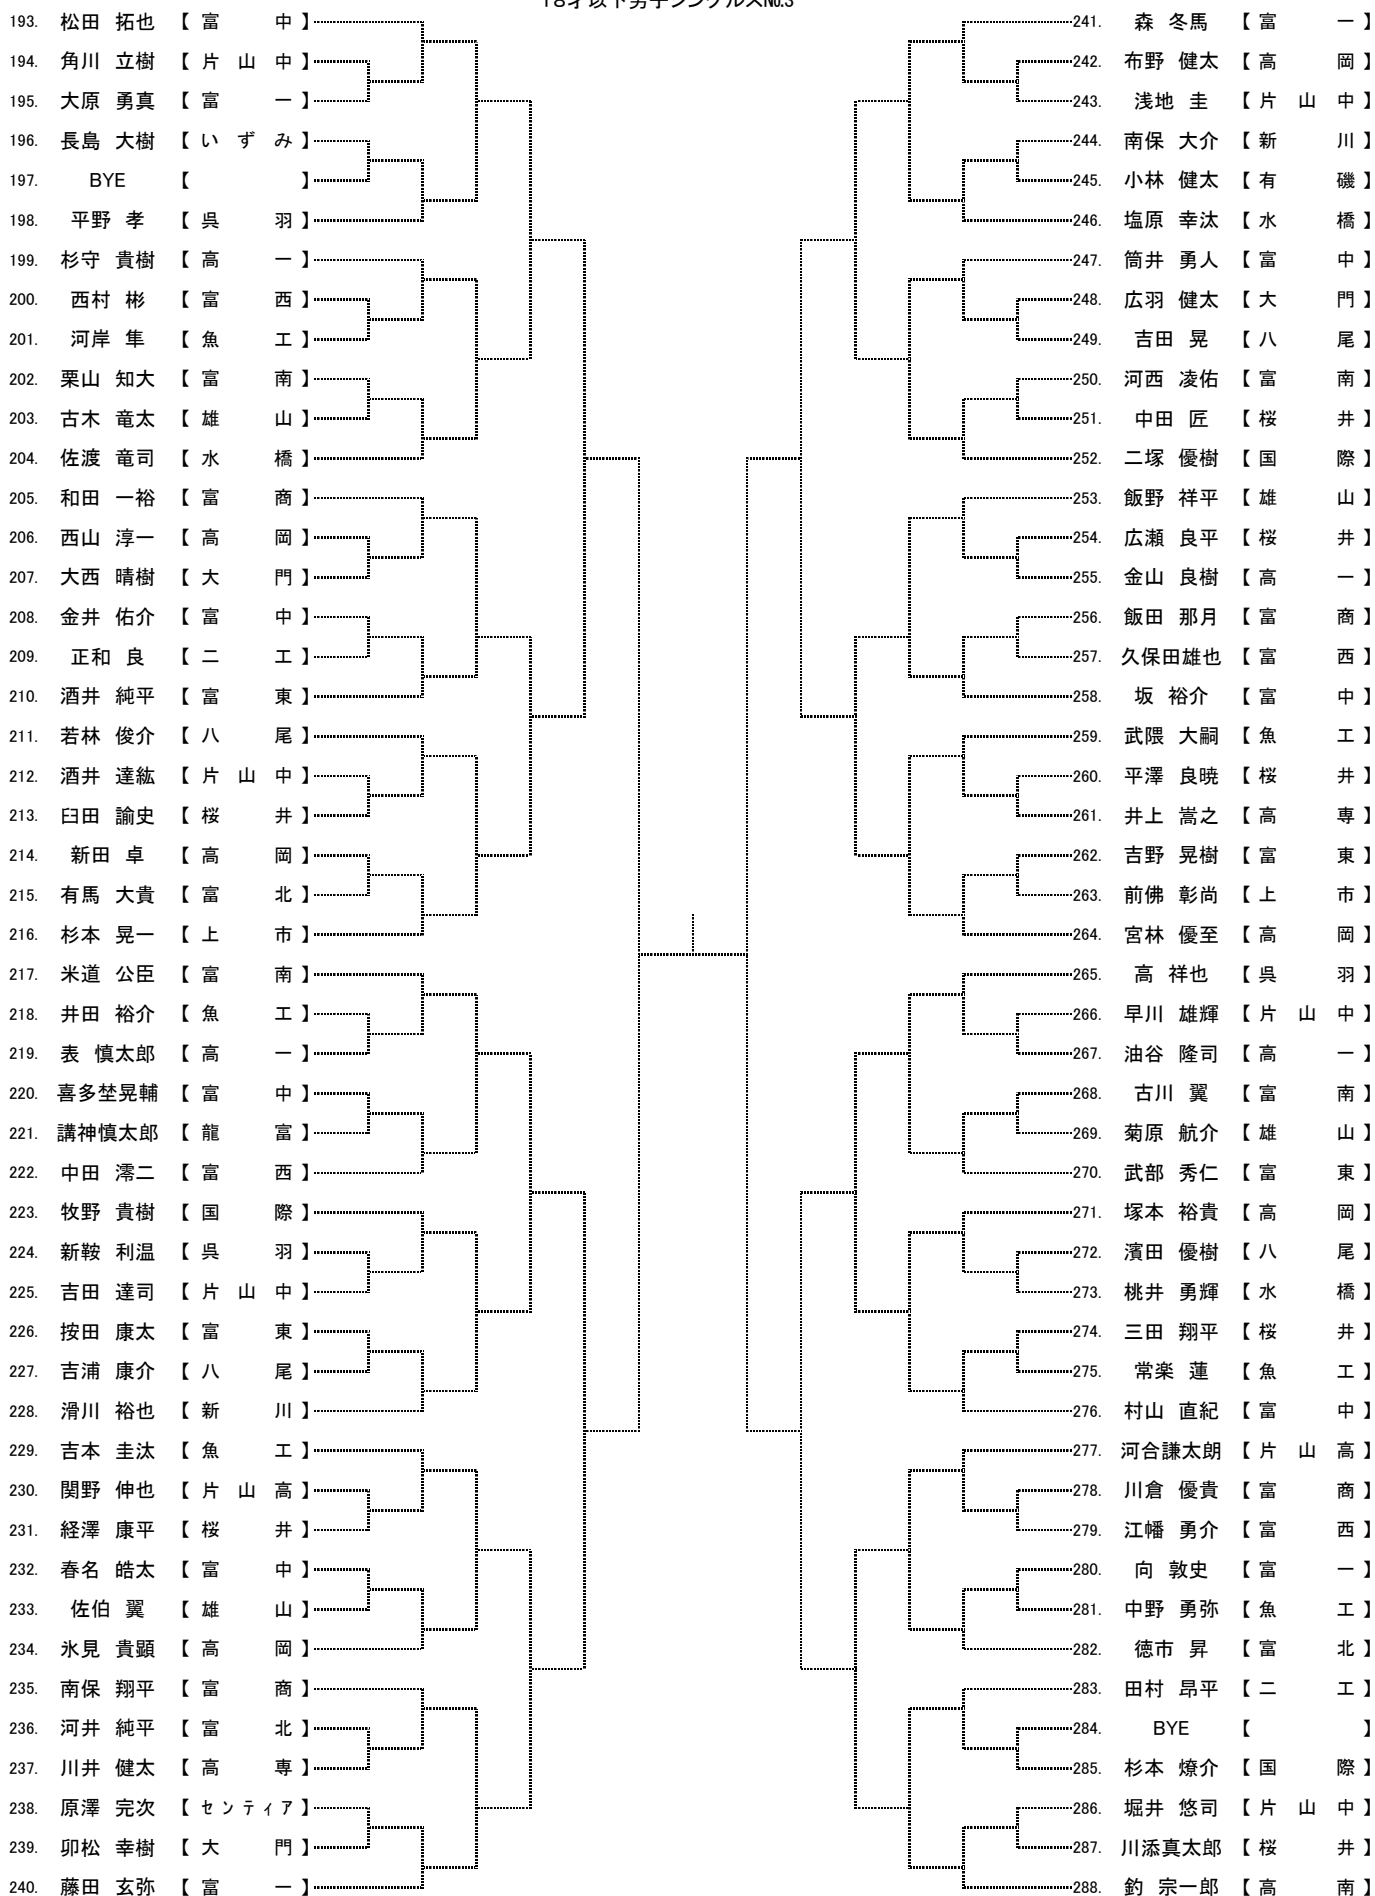 18才以下男子シングルスNo.3
193. 松田 拓也 【 富 中 】
194. 角川 立樹 【 片 山 中 】
195. 大原 勇真 【 富 一 】
196. 長島 大樹 【 い ず み 】
197. BYE 【 】
198. 平野 孝 【 呉 羽 】
199. 杉守 貴樹 【 高 一 】
200. 西村 彬 【 富 西 】
201. 河岸 隼 【 魚 工 】
202. 栗山 知大 【 富 南 】
203. 古木 竜太 【 雄 山 】
204. 佐渡 竜司 【 水 橋 】
205. 和田 一裕 【 富 商 】
206. 西山 淳一 【 高 岡 】
207. 大西 晴樹 【 大 門 】
208. 金井 佑介 【 富 中 】
209. 正和 良 【 二 工 】
210. 酒井 純平 【 富 東 】
211. 若林 俊介 【 八 尾 】
212. 酒井 達紘 【 片 山 中 】
213. 臼田 諭史 【 桜 井 】
214. 新田 卓 【 高 岡 】
215. 有馬 大貴 【 富 北 】
216. 杉本 晃一 【 上 市 】
217. 米道 公臣 【 富 南 】
218. 井田 裕介 【 魚 工 】
219. 表 慎太郎 【 高 一 】
220. 喜多埜晃輔 【 富 中 】
221. 講神慎太郎 【 龍 富 】
222. 中田 澪二 【 富 西 】
223. 牧野 貴樹 【 国 際 】
224. 新鞍 利温 【 呉 羽 】
225. 吉田 達司 【 片 山 中 】
226. 按田 康太 【 富 東 】
227. 吉浦 康介 【 八 尾 】
228. 滑川 裕也 【 新 川 】
229. 吉本 圭汰 【 魚 工 】
230. 関野 伸也 【 片 山 高 】
231. 経澤 康平 【 桜 井 】
232. 春名 皓太 【 富 中 】
233. 佐伯 翼 【 雄 山 】
234. 氷見 貴顕 【 高 岡 】
235. 南保 翔平 【 富 商 】
236. 河井 純平 【 富 北 】
237. 川井 健太 【 高 専 】
238. 原澤 完次 【 センティア 】
239. 卯松 幸樹 【 大 門 】
240. 藤田 玄弥 【 富 一 】
241. 森 冬馬 【 富 一 】
242. 布野 健太 【 高 岡 】
243. 浅地 圭 【 片 山 中 】
244. 南保 大介 【 新 川 】
245. 小林 健太 【 有 磯 】
246. 塩原 幸汰 【 水 橋 】
247. 筒井 勇人 【 富 中 】
248. 広羽 健太 【 大 門 】
249. 吉田 晃 【 八 尾 】
250. 河西 凌佑 【 富 南 】
251. 中田 匠 【 桜 井 】
252. 二塚 優樹 【 国 際 】
253. 飯野 祥平 【 雄 山 】
254. 広瀬 良平 【 桜 井 】
255. 金山 良樹 【 高 一 】
256. 飯田 那月 【 富 商 】
257. 久保田雄也 【 富 西 】
258. 坂 裕介 【 富 中 】
259. 武隈 大嗣 【 魚 工 】
260. 平澤 良暁 【 桜 井 】
261. 井上 嵩之 【 高 専 】
262. 吉野 晃樹 【 富 東 】
263. 前佛 彰尚 【 上 市 】
264. 宮林 優至 【 高 岡 】
265. 高 祥也 【 呉 羽 】
266. 早川 雄輝 【 片 山 中 】
267. 油谷 隆司 【 高 一 】
268. 古川 翼 【 富 南 】
269. 菊原 航介 【 雄 山 】
270. 武部 秀仁 【 富 東 】
271. 塚本 裕貴 【 高 岡 】
272. 濱田 優樹 【 八 尾 】
273. 桃井 勇輝 【 水 橋 】
274. 三田 翔平 【 桜 井 】
275. 常楽 蓮 【 魚 工 】
276. 村山 直紀 【 富 中 】
277. 河合謙太朗 【 片 山 高 】
278. 川倉 優貴 【 富 商 】
279. 江幡 勇介 【 富 西 】
280. 向 敦史 【 富 一 】
281. 中野 勇弥 【 魚 工 】
282. 徳市 昇 【 富 北 】
283. 田村 昂平 【 二 工 】
284. BYE 【 】
285. 杉本 燎介 【 国 際 】
286. 堀井 悠司 【 片 山 中 】
287. 川添真太郎 【 桜 井 】
288. 釣 宗一郎 【 高 南 】